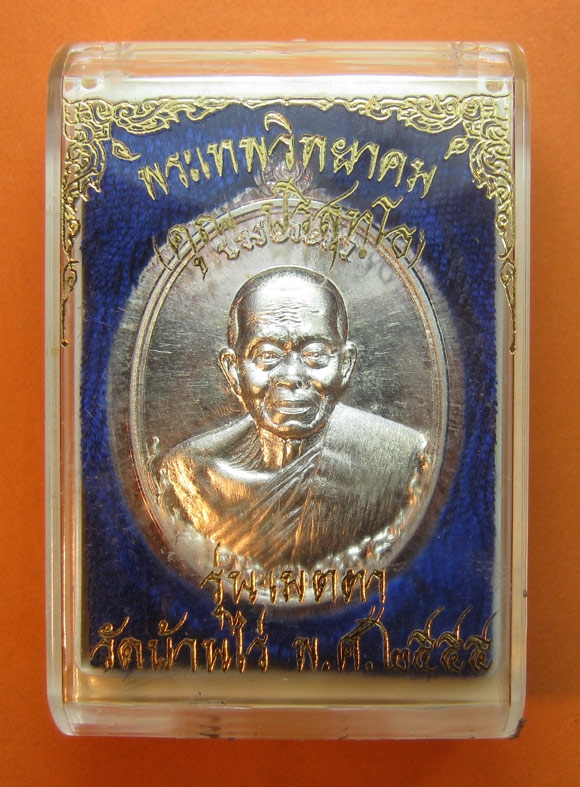 พระเทพวิทยาคม
(คูณ ปริสุทฺโธ)
รุ่น เมตตา
วัดบ้านไร่ พ.ศ. ๒๕๕๕